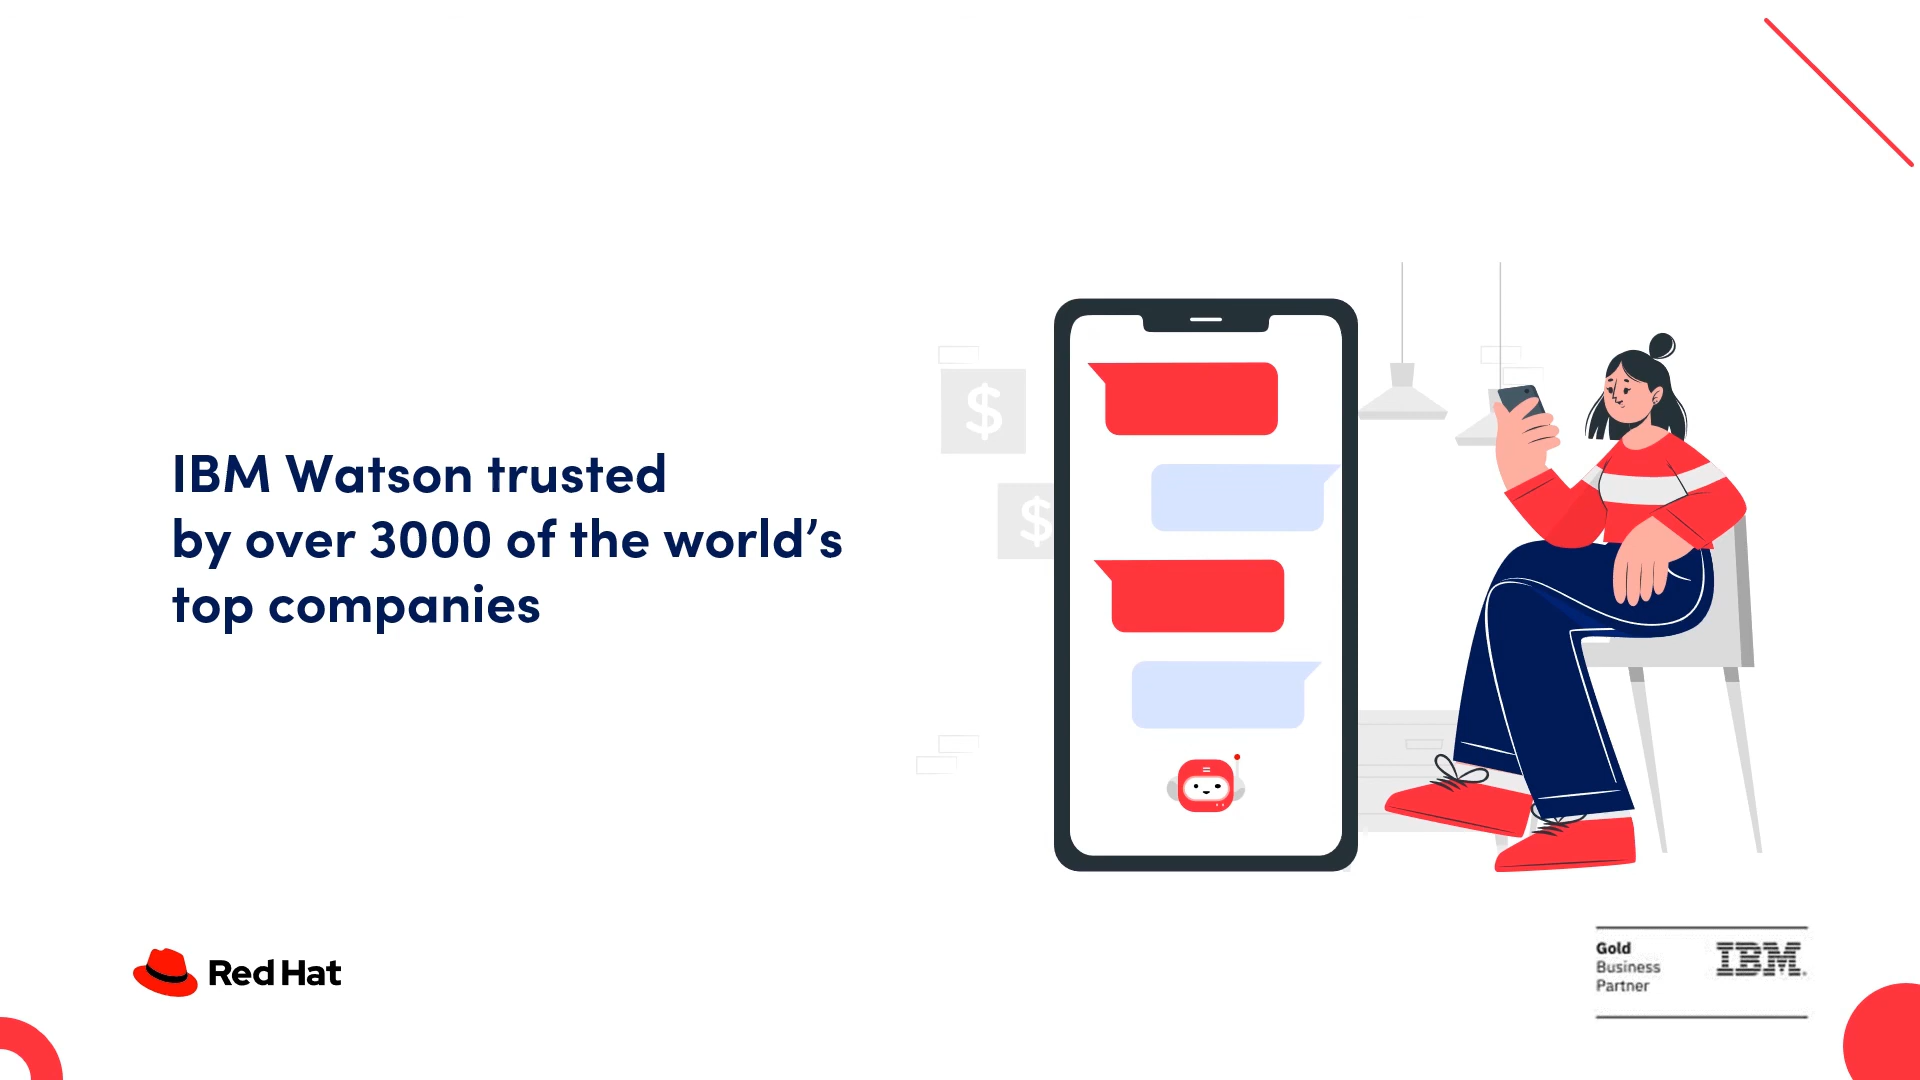 IBM Watson trusted
by over 3000 of the world’s
top companies
$
$
Red Hat
Gold
Business
Partner
IBM.